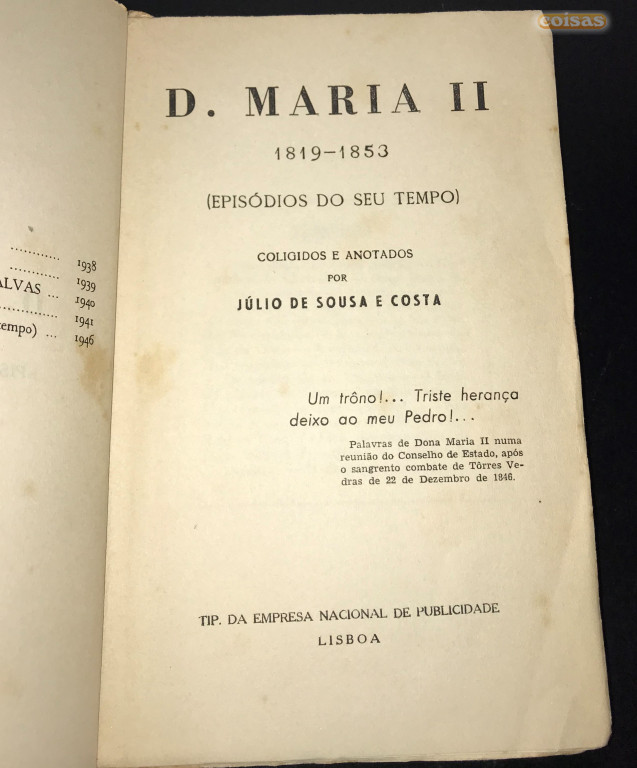 coisas
1938
1939
ALVAS ... 1940
1941
tempo) ... 1946
D. MARIA II
1819-1853
(EPISÓDIOS DO SEU TEMPO)
COLIGIDOS E ANOTADOS
POR
JÚLIO DE SOUSA E COSTA
Um trôno!... Triste herança
deixo ao meu Pedro!...
Palavras de Dona Maria II numa
reunião do Conselho de Estado, após
o sangrento combate de Tôrres Ve-
dras de 22 de Dezembro de 1846.
TIP. DA EMPRESA NACIONAL DE PUBLICIDADE
LISBOA